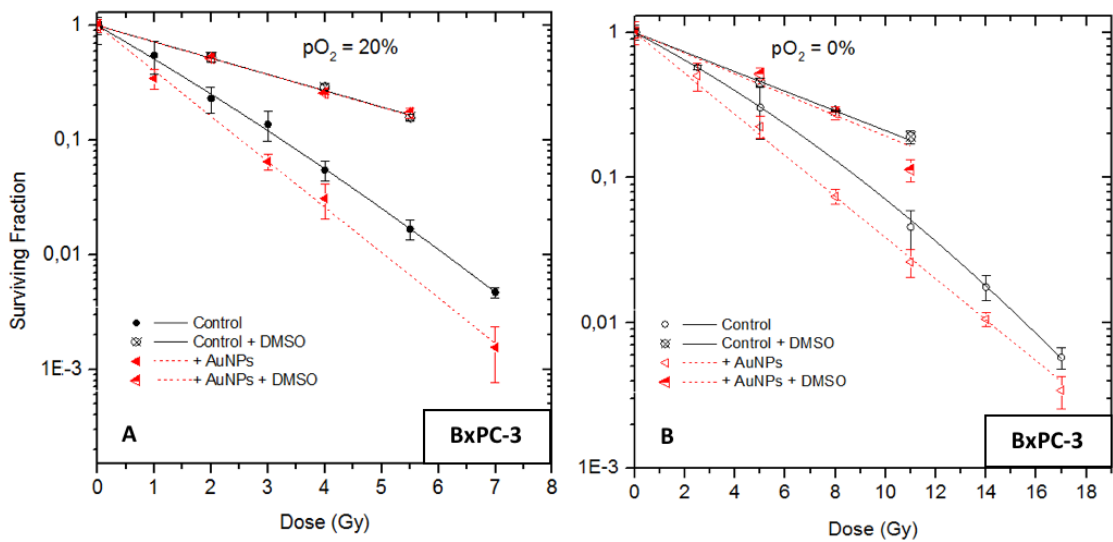 Surviving Fraction
1
0,1
0,01
1E-3
pO2 = 20%
Control
Control + DMSO
+ AuNPs
+ AuNPs + DMSO
A
BxPC-3
0 1 2 3 4 5 6 7 8
Dose (Gy)
1
0,1
0,01
1E-3
pO2 = 0%
Control
Control + DMSO
+ AuNPs
+ AuNPs + DMSO
B
BxPC-3
0 2 4 6 8 10 12 14 16 18
Dose (Gy)